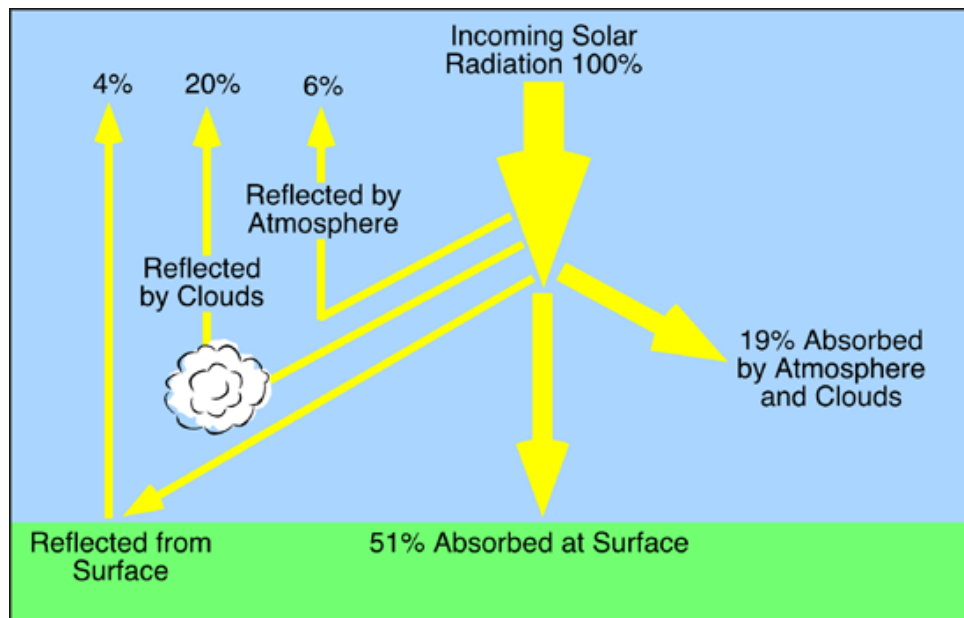 Incoming Solar
Radiation 100%
4%
20%
6%
Reflected by
Atmosphere
Reflected
by Clouds
19% Absorbed
by Atmosphere
and Clouds
Reflected from
Surface
51% Absorbed at Surface